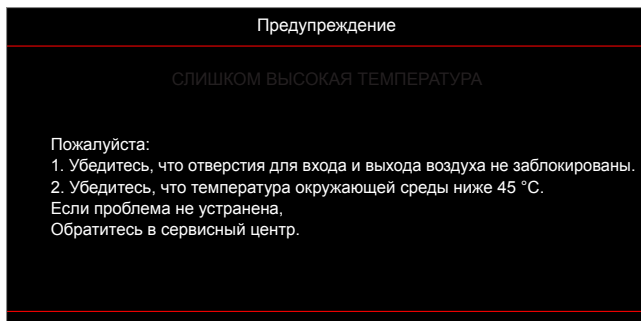 Предупреждение
СЛИШКОМ ВЫСОКАЯ ТЕМПЕРАТУРА
Пожалуйста:
1. Убедитесь, что отверстия для входа и выхода воздуха не заблокированы.
2. Убедитесь, что температура окружающей среды ниже 45 °C.
Если проблема не устранена,
Обратитесь в сервисный центр.